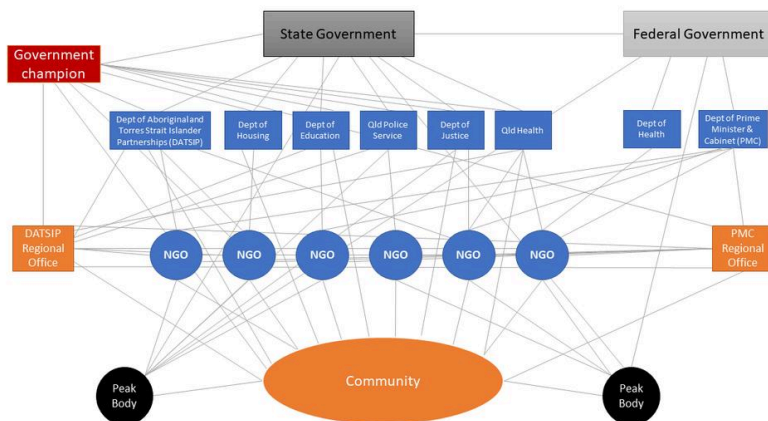 State Government
Federal Government
Government
champion
Dept of Aboriginal and
Torres Strait Islander
Partnerships (DATSIP)
Dept of
Housing
Dept of
Education
Qld Police
Service
Dept of
Justice
Qld Health
Dept of
Health
Dept of Prime
Minister &
Cabinet (PMC)
DATSIP
Regional
Office
NGO
NGO
NGO
NGO
NGO
NGO
PMC
Regional
Office
Peak
Body
Community
Peak
Body